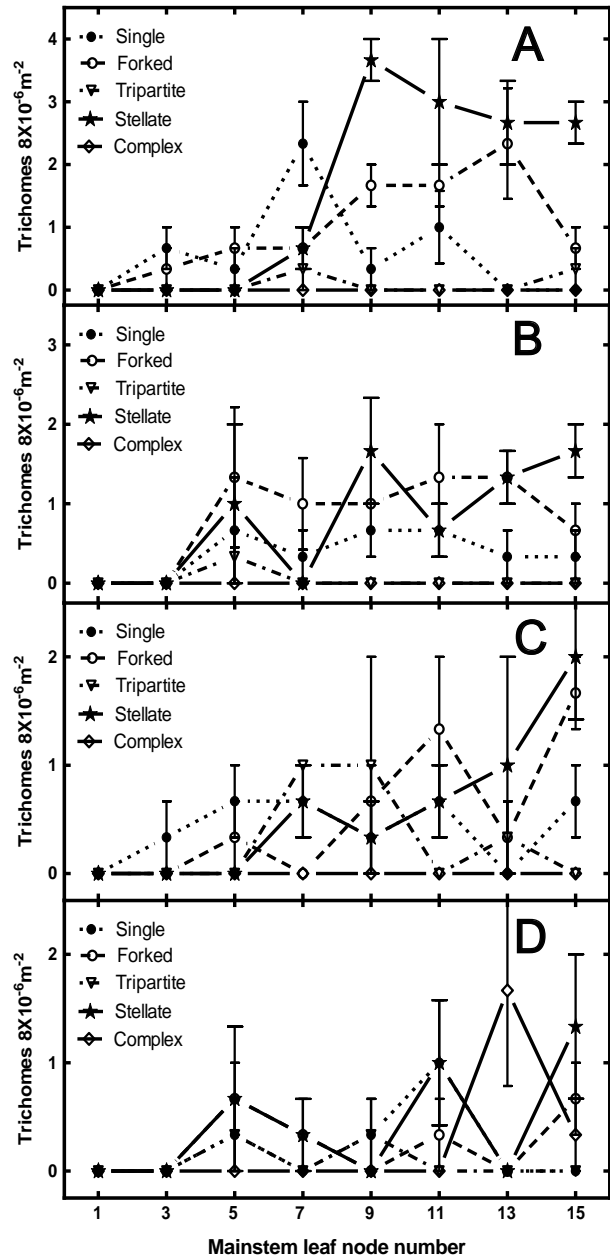 A
Trichomes 8X10-6m-2
4
3
2
1
0
Single
Forked
Tripartite
Stellate
Complex
B
Trichomes 8X10-6m-2
3
2
1
0
Single
Forked
Tripartite
Stellate
Complex
C
Trichomes 8X10-6m-2
2
1
0
Single
Forked
Tripartite
Stellate
Complex
D
Trichomes 8X10-6m-2
2
1
0
Single
Forked
Tripartite
Stellate
Complex
1 3 5 7 9 11 13 15
Mainstem leaf node number